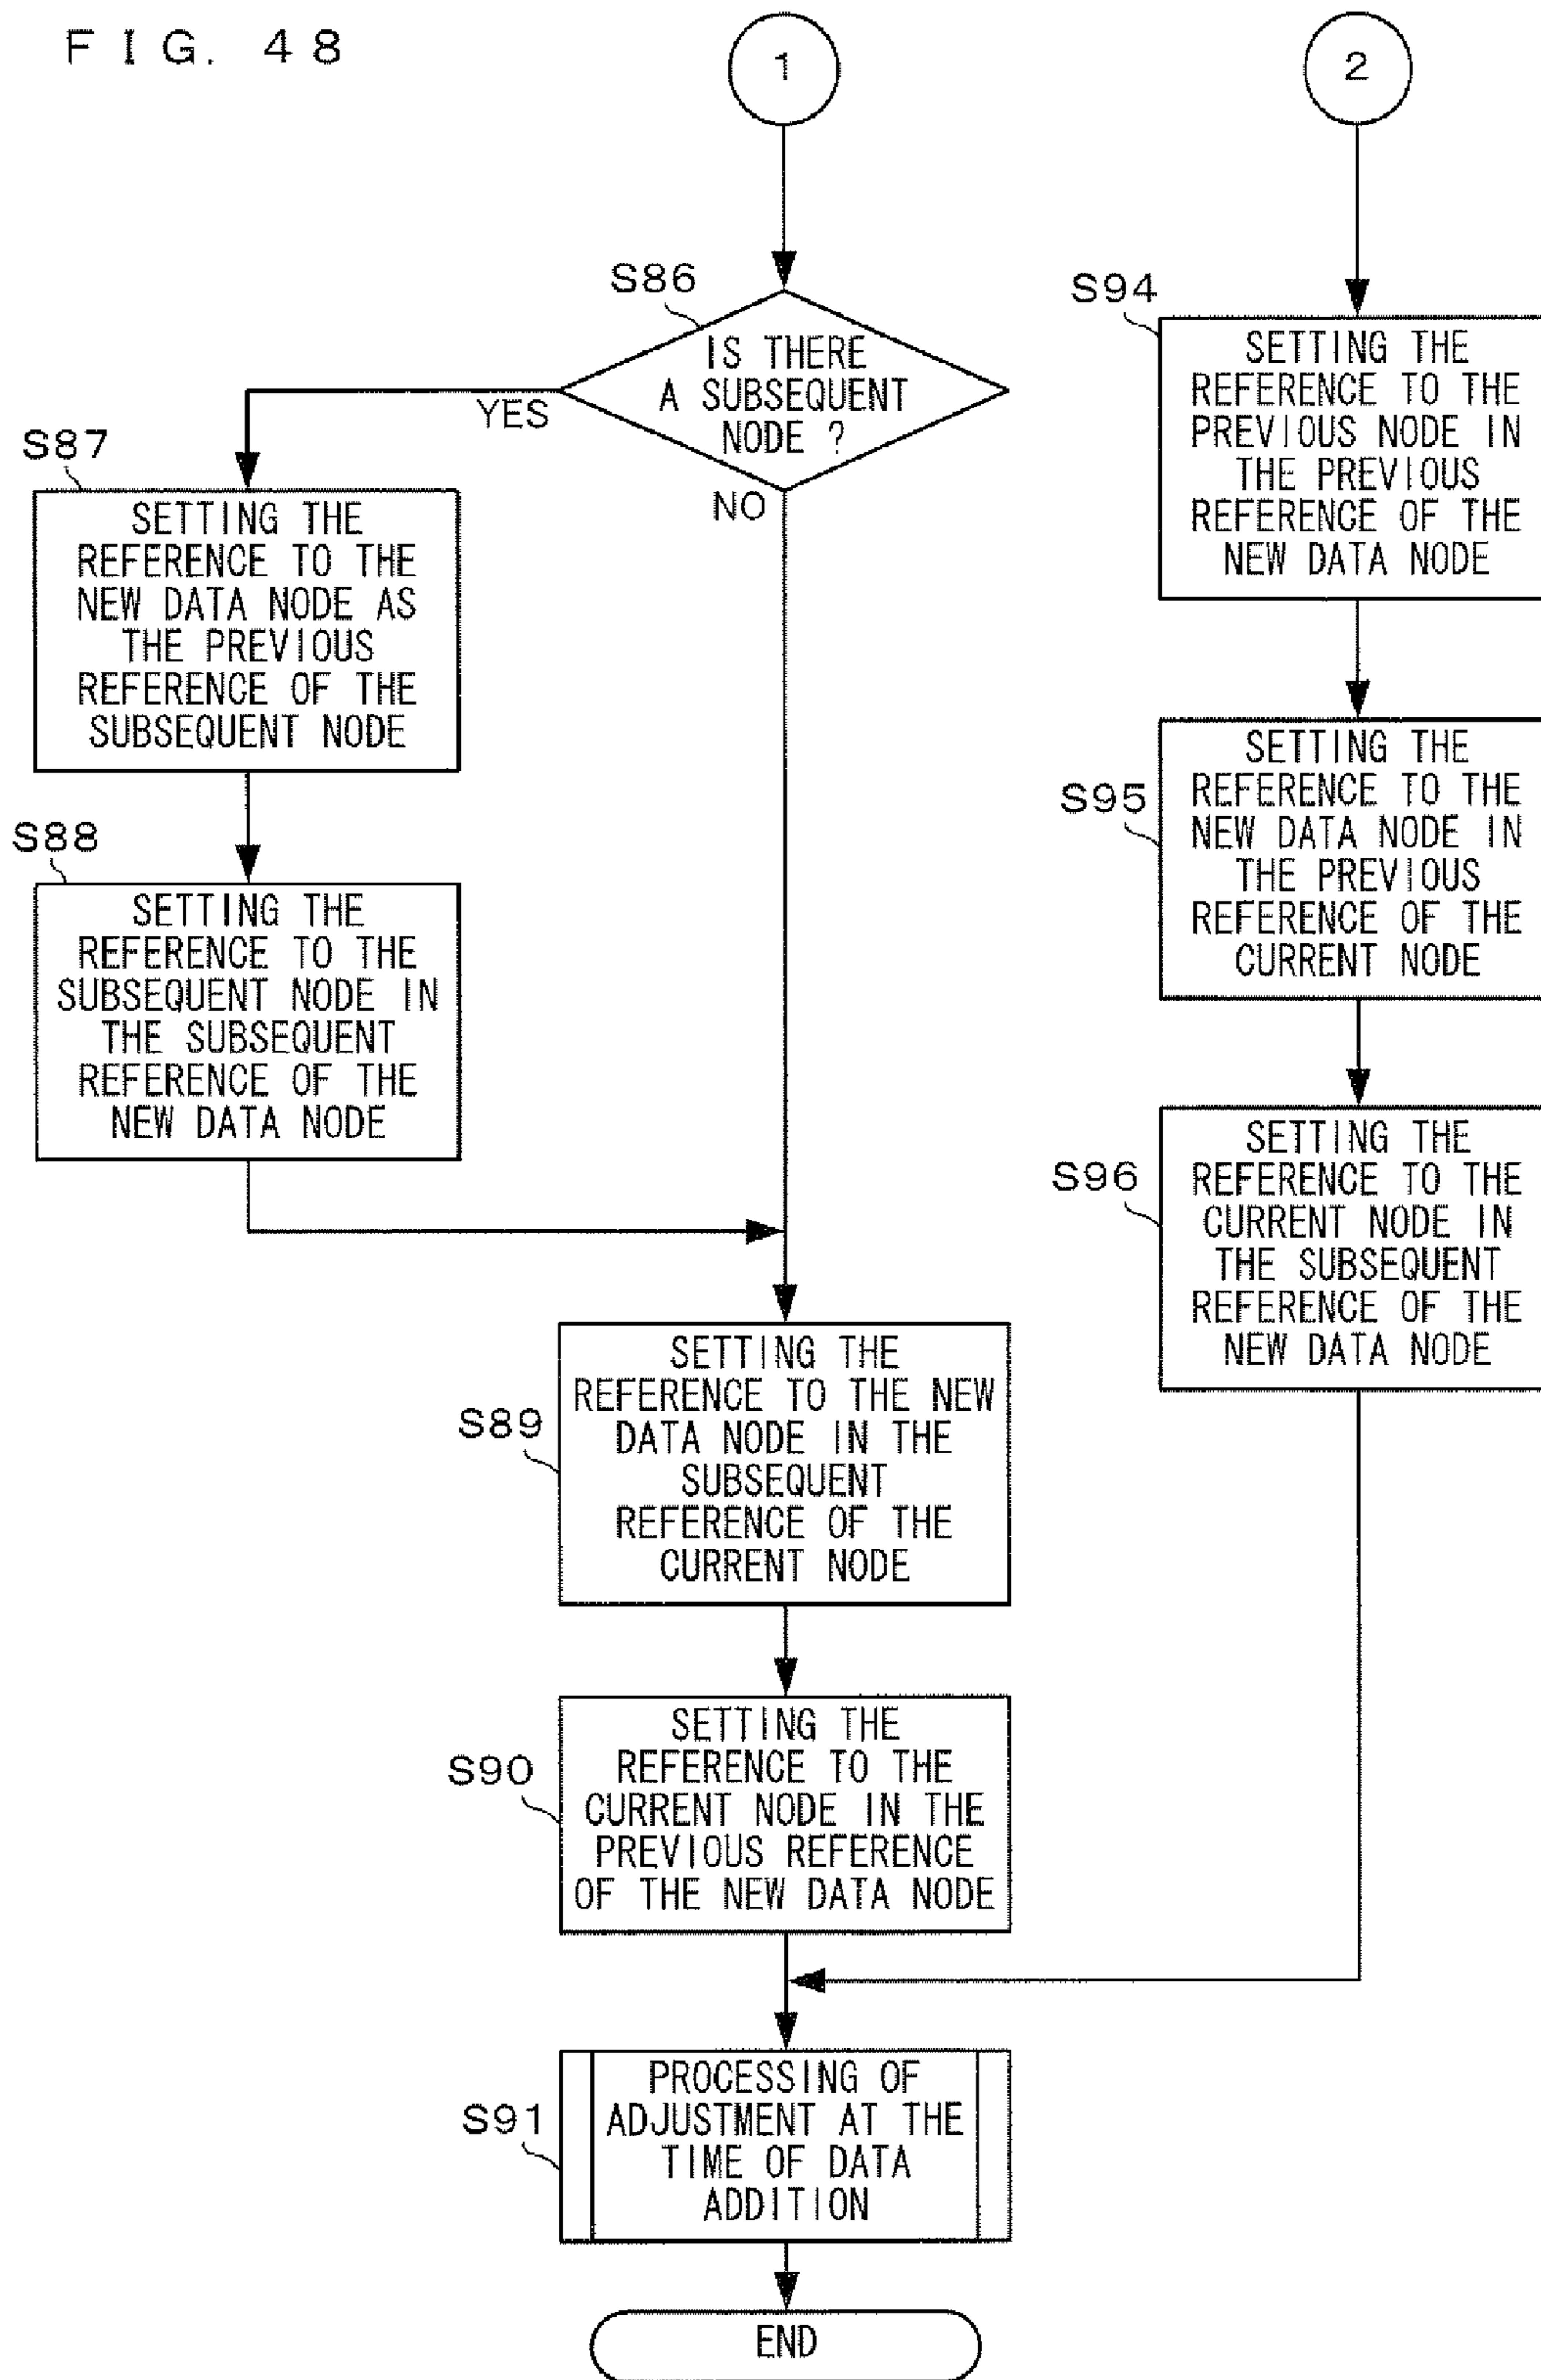 FIG. 48
1
2
S86
IS THERE
A SUBSEQUENT
NODE ?
YES
NO
S87
SETTING THE
REFERENCE TO THE
NEW DATA NODE AS
THE PREVIOUS
REFERENCE OF THE
SUBSEQUENT NODE
S88
SETTING THE
REFERENCE TO THE
SUBSEQUENT NODE IN
THE SUBSEQUENT
REFERENCE OF THE
NEW DATA NODE
S89
SETTING THE
REFERENCE TO THE NEW
DATA NODE IN THE
SUBSEQUENT
REFERENCE OF THE
CURRENT NODE
S90
SETTING THE
REFERENCE TO THE
CURRENT NODE IN THE
PREVIOUS REFERENCE
OF THE NEW DATA NODE
S94
SETTING THE
REFERENCE TO THE
PREVIOUS NODE IN
THE PREVIOUS
REFERENCE OF THE
NEW DATA NODE
S95
SETTING THE
REFERENCE TO THE
NEW DATA NODE IN
THE PREVIOUS
REFERENCE OF THE
CURRENT NODE
S96
SETTING THE
REFERENCE TO THE
CURRENT NODE IN
THE SUBSEQUENT
REFERENCE OF THE
NEW DATA NODE
S91
PROCESSING OF
ADJUSTMENT AT THE
TIME OF DATA
ADDITION
END